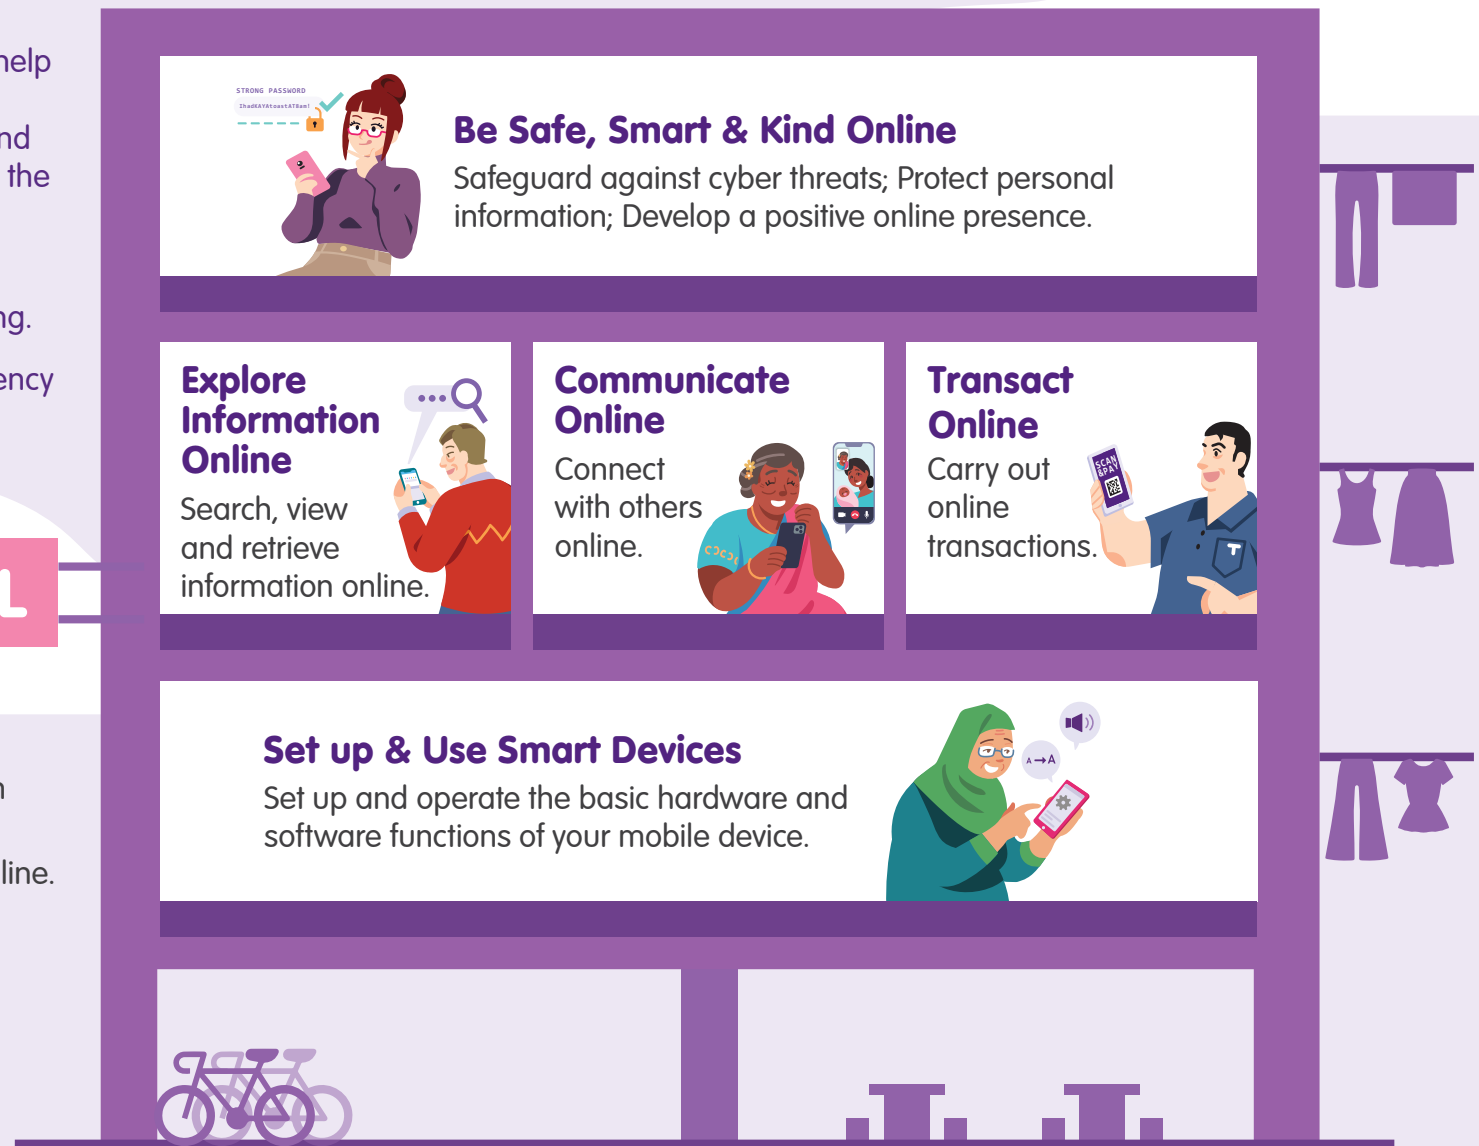 help
nd
the
ng.
ency
line.
STRONG PASSWORD
IhadKAYAtoastAT8am!
Be Safe, Smart & Kind Online
Safeguard against cyber threats; Protect personal
information; Develop a positive online presence.
Explore
Information
Online
Search, view
and retrieve
information online.
Communicate
Online
Connect
with others
online.
Transact
Online
Carry out
online
transactions.
SCAN
&PAY
Set up & Use Smart Devices
Set up and operate the basic hardware and
software functions of your mobile device.
A→A